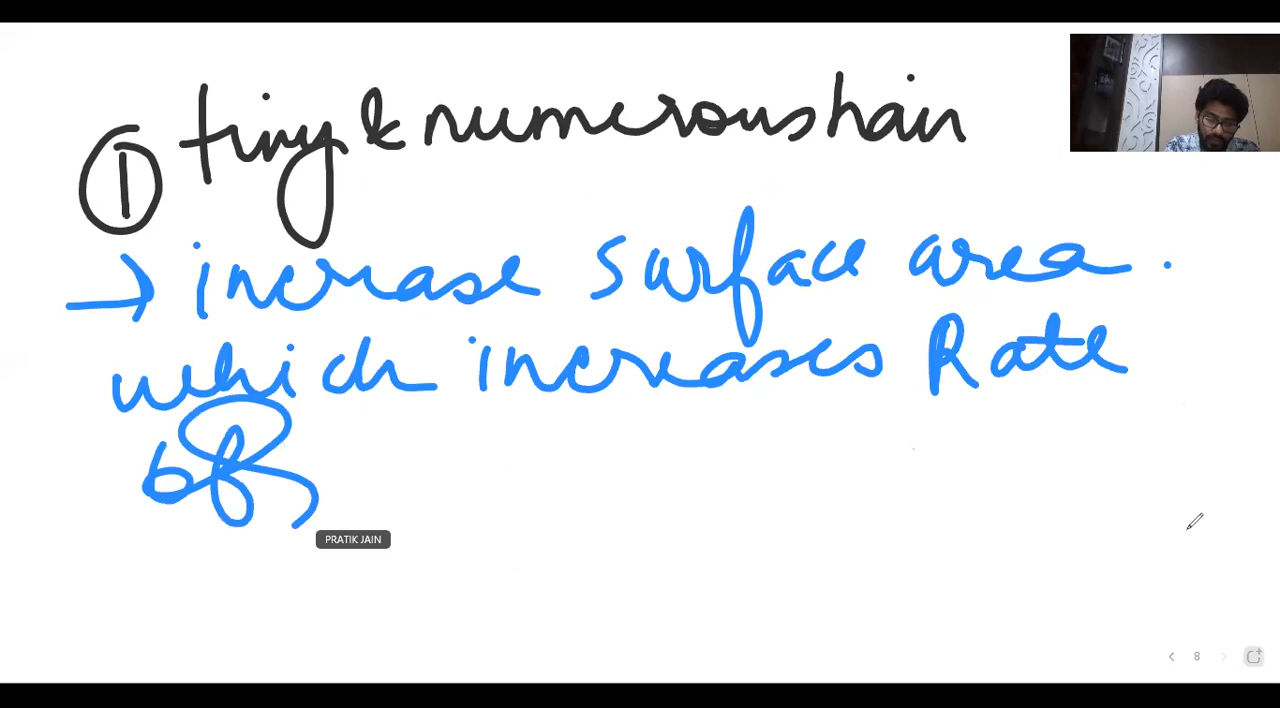 ① tiny & numerous hair
→ increase surface area.
which increases Rate
of
PRATIK JAIN
8